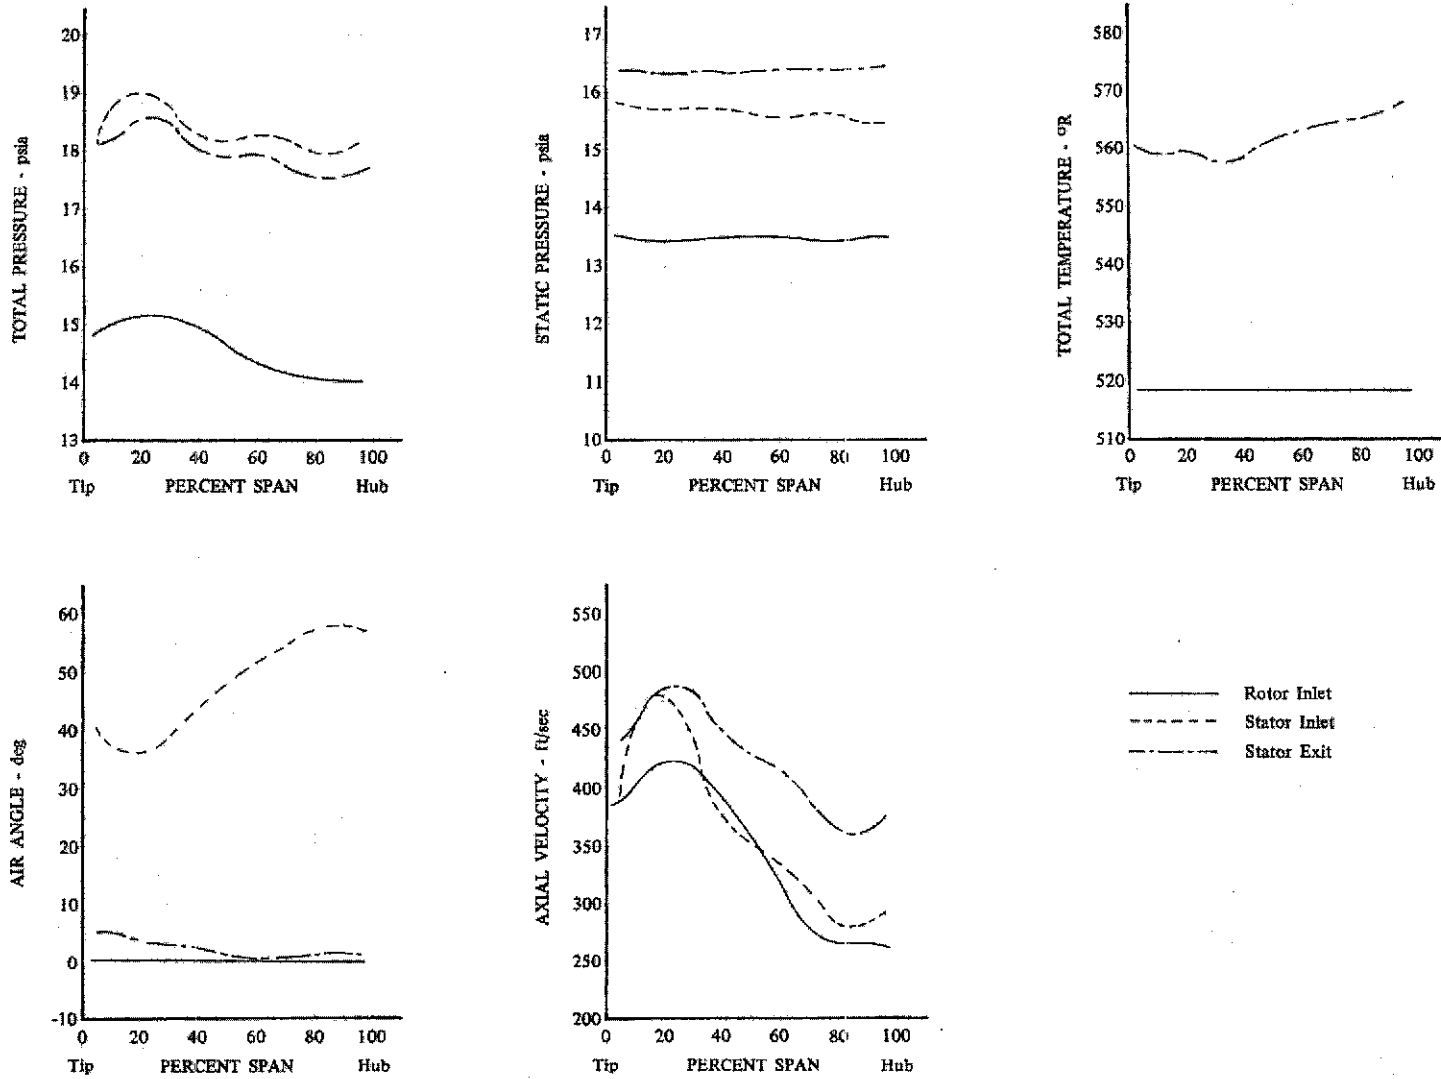 TOTAL PRESSURE - psia
20
19
18
17
16
15
14
13
0 20 40 60 80 100
Tip PERCENT SPAN Hub
STATIC PRESSURE - psia
17
16
15
14
13
12
11
10
0 20 40 60 80 100
Tip PERCENT SPAN Hub
TOTAL TEMPERATURE - ºR
580
570
560
550
540
530
520
510
0 20 40 60 80 100
Tip PERCENT SPAN Hub
AIR ANGLE - deg
60
50
40
30
20
10
0
-10
0 20 40 60 80 100
Tip PERCENT SPAN Hub
AXIAL VELOCITY - ft/sec
550
500
450
400
350
300
250
200
0 20 40 60 80 100
Tip PERCENT SPAN Hub
Rotor Inlet
Stator Inlet
Stator Exit